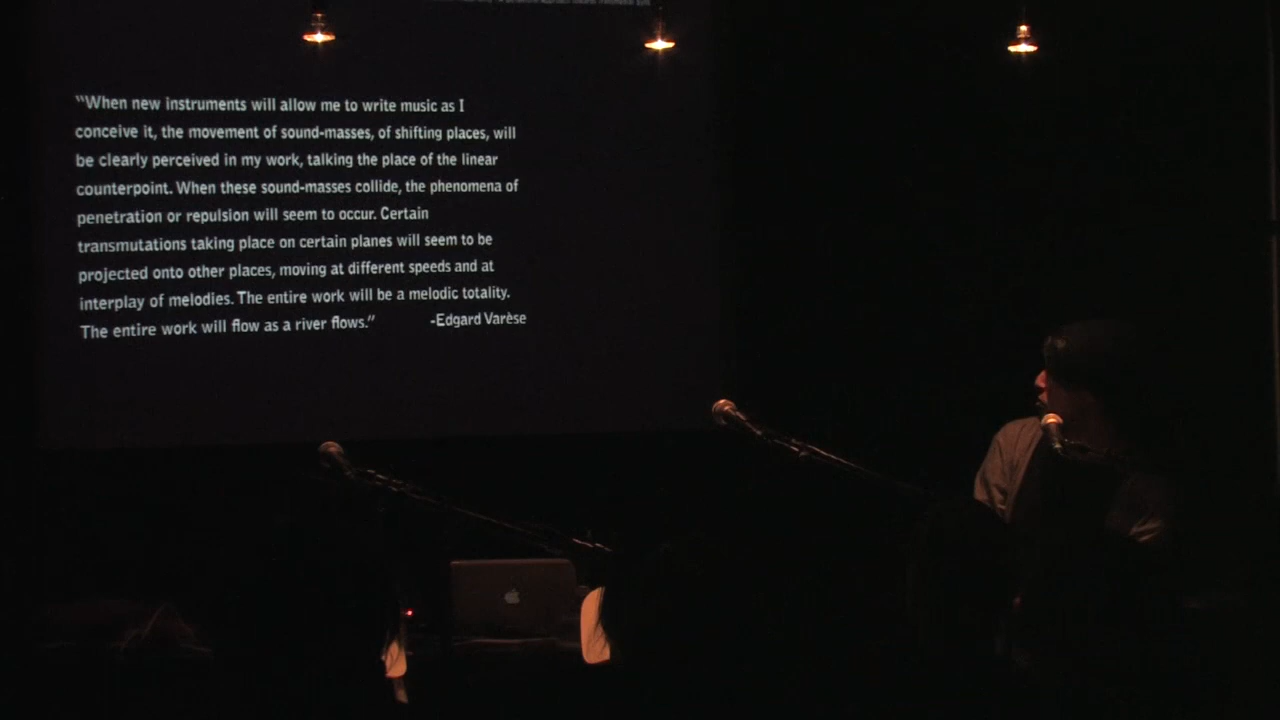 “When new instruments will allow me to write music as I
conceive it, the movement of sound-masses, of shifting places, will
be clearly perceived in my work, talking the place of the linear
counterpoint. When these sound-masses collide, the phenomena of
penetration or repulsion will seem to occur. Certain
transmutations taking place on certain planes will seem to be
projected onto other places, moving at different speeds and at
interplay of melodies. The entire work will be a melodic totality.
The entire work will flow as a river flows.” -Edgard Varèse